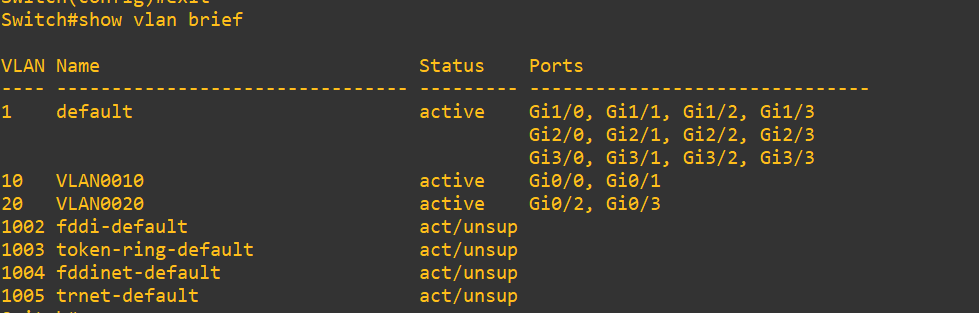 Switch(config)#exit
Switch#show vlan brief
VLAN Name                             Status    Ports
---- -------------------------------- --------- -------------------------------
1    default                          active    Gi1/0, Gi1/1, Gi1/2, Gi1/3
                                                Gi2/0, Gi2/1, Gi2/2, Gi2/3
                                                Gi3/0, Gi3/1, Gi3/2, Gi3/3
10   VLAN0010                         active    Gi0/0, Gi0/1
20   VLAN0020                         active    Gi0/2, Gi0/3
1002 fddi-default                     act/unsup
1003 token-ring-default               act/unsup
1004 fddinet-default                  act/unsup
1005 trnet-default                    act/unsup